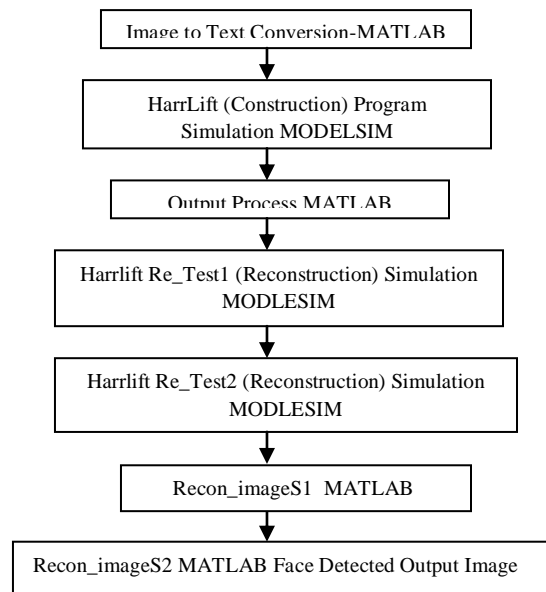 Image to Text Conversion-MATLAB
HarrLift (Construction) Program
Simulation MODELSIM
Output Process MATLAB
Harrlift Re_Test1 (Reconstruction) Simulation
MODLESIM
Harrlift Re_Test2 (Reconstruction) Simulation
MODLESIM
Recon_imageS1 MATLAB
Recon_imageS2 MATLAB Face Detected Output Image